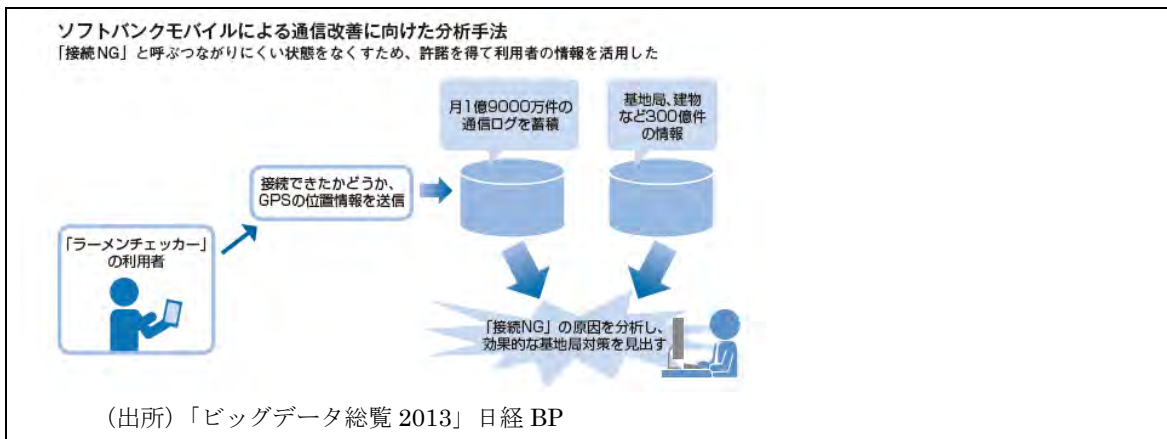 ソフトバンクモバイルによる通信改善に向けた分析手法
「接続NG」と呼ぶつながりにくい状態をなくすため、許諾を得て利用者の情報を活用した
月1億9000万件の
通信ログを蓄積
基地局、建物
など300億件
の情報
接続できたかどうか、
GPSの位置情報を送信
「ラーメンチェッカー」
の利用者
「接続NG」の原因を分析し、
効果的な基地局対策を見出す
(出所)「ビッグデータ総覧 2013」日経 BP